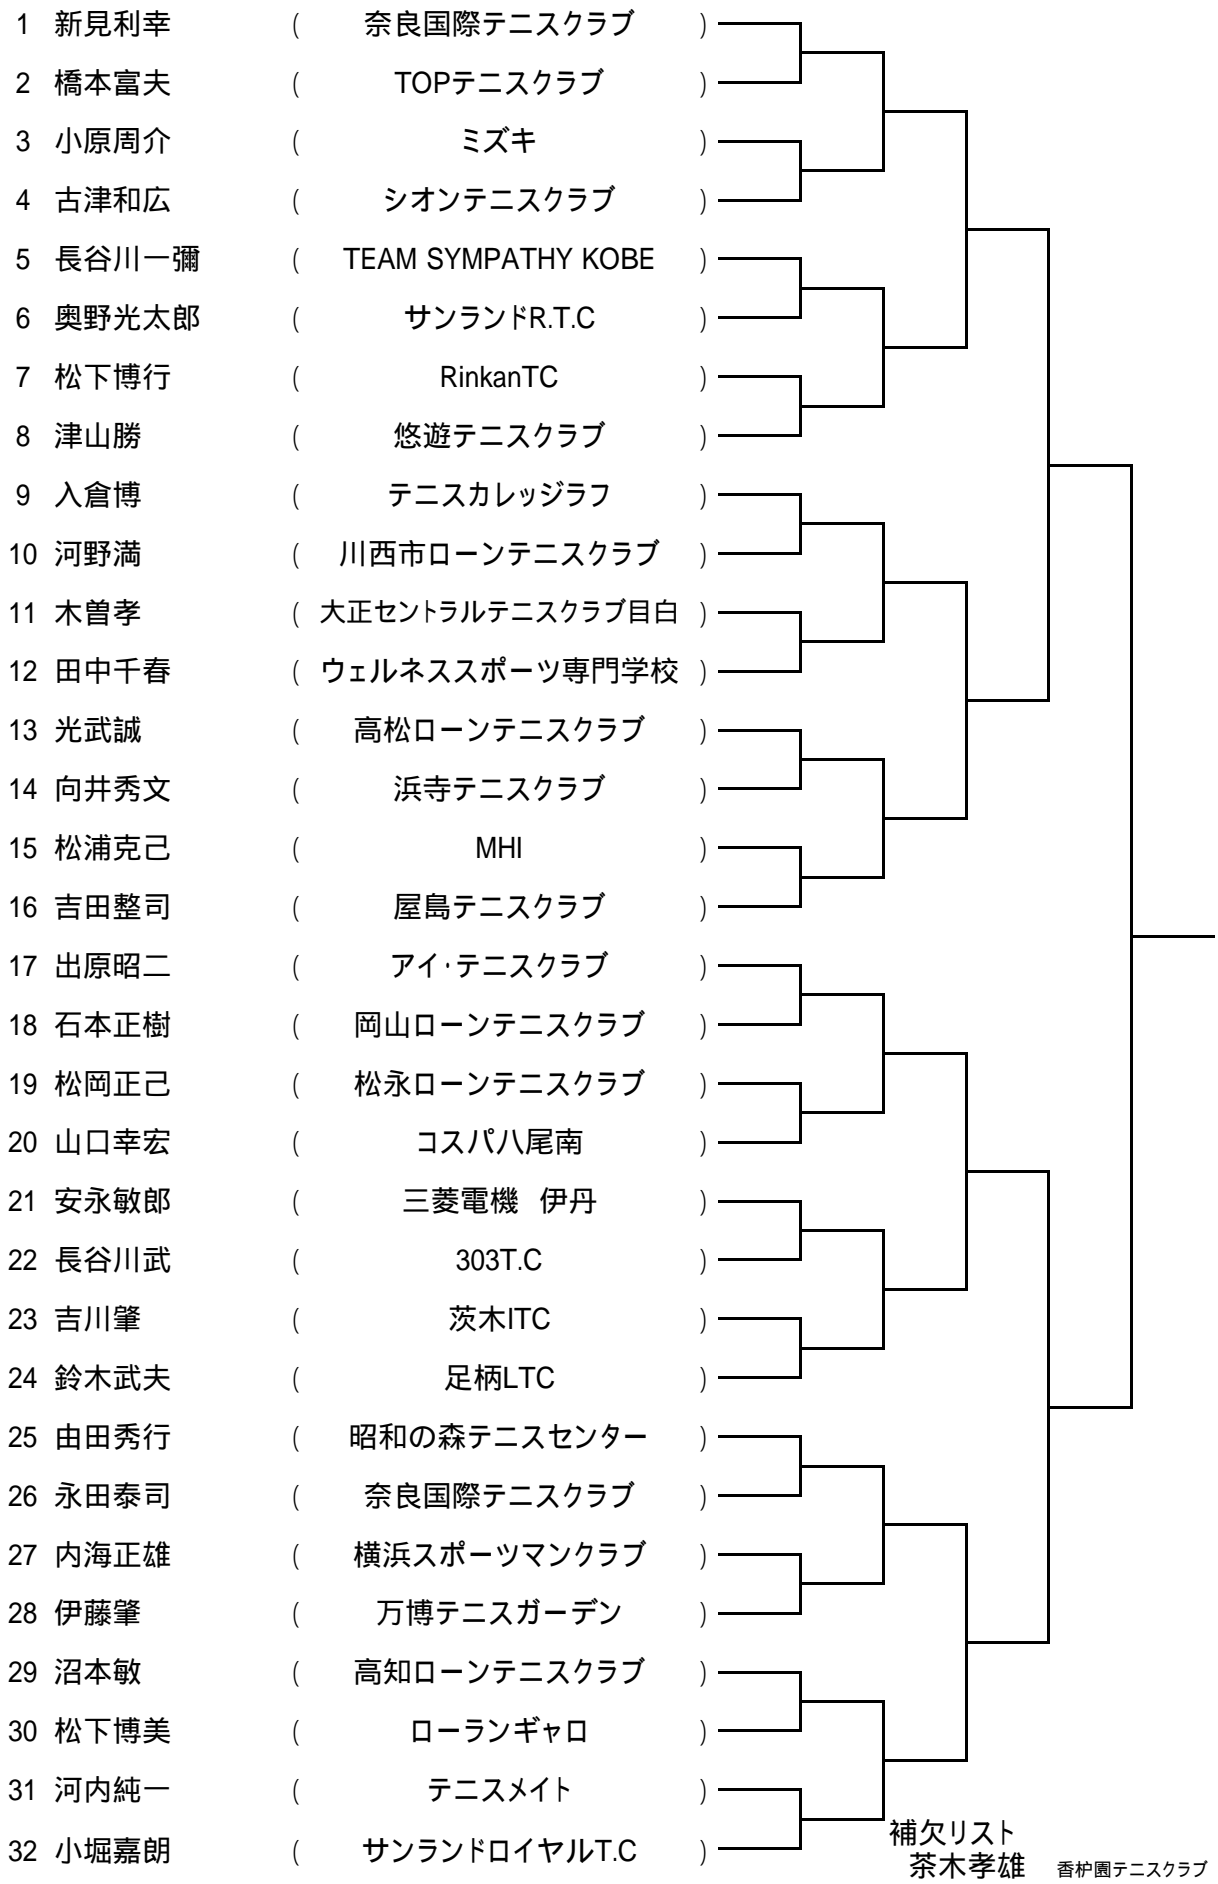 1 新見利幸 ( 奈良国際テニスクラブ )
2 橋本富夫 ( TOPテニスクラブ )
3 小原周介 ( ミズキ )
4 古津和広 ( シオンテニスクラブ )
5 長谷川一彌 ( TEAM SYMPATHY KOBE )
6 奥野光太郎 ( サンランドR.T.C )
7 松下博行 ( RinkanTC )
8 津山勝 ( 悠遊テニスクラブ )
9 入倉博 ( テニスカレッジラフ )
10 河野満 ( 川西市ローンテニスクラブ )
11 木曽孝 ( 大正セントラルテニスクラブ目白 )
12 田中千春 ( ウェルネススポーツ専門学校 )
13 光武誠 ( 高松ローンテニスクラブ )
14 向井秀文 ( 浜寺テニスクラブ )
15 松浦克己 ( MHI )
16 吉田整司 ( 屋島テニスクラブ )
17 出原昭二 ( アイ・テニスクラブ )
18 石本正樹 ( 岡山ローンテニスクラブ )
19 松岡正己 ( 松永ローンテニスクラブ )
20 山口幸宏 ( コスパ八尾南 )
21 安永敏郎 ( 三菱電機　伊丹 )
22 長谷川武 ( 303T.C )
23 吉川肇 ( 茨木ITC )
24 鈴木武夫 ( 足柄LTC )
25 由田秀行 ( 昭和の森テニスセンター )
26 永田泰司 ( 奈良国際テニスクラブ )
27 内海正雄 ( 横浜スポーツマンクラブ )
28 伊藤肇 ( 万博テニスガーデン )
29 沼本敏 ( 高知ローンテニスクラブ )
30 松下博美 ( ローランギャロ )
31 河内純一 ( テニスメイト )
32 小堀嘉朗 ( サンランドロイヤルT.C )
補欠リスト
茶木孝雄 香枦園テニスクラブ